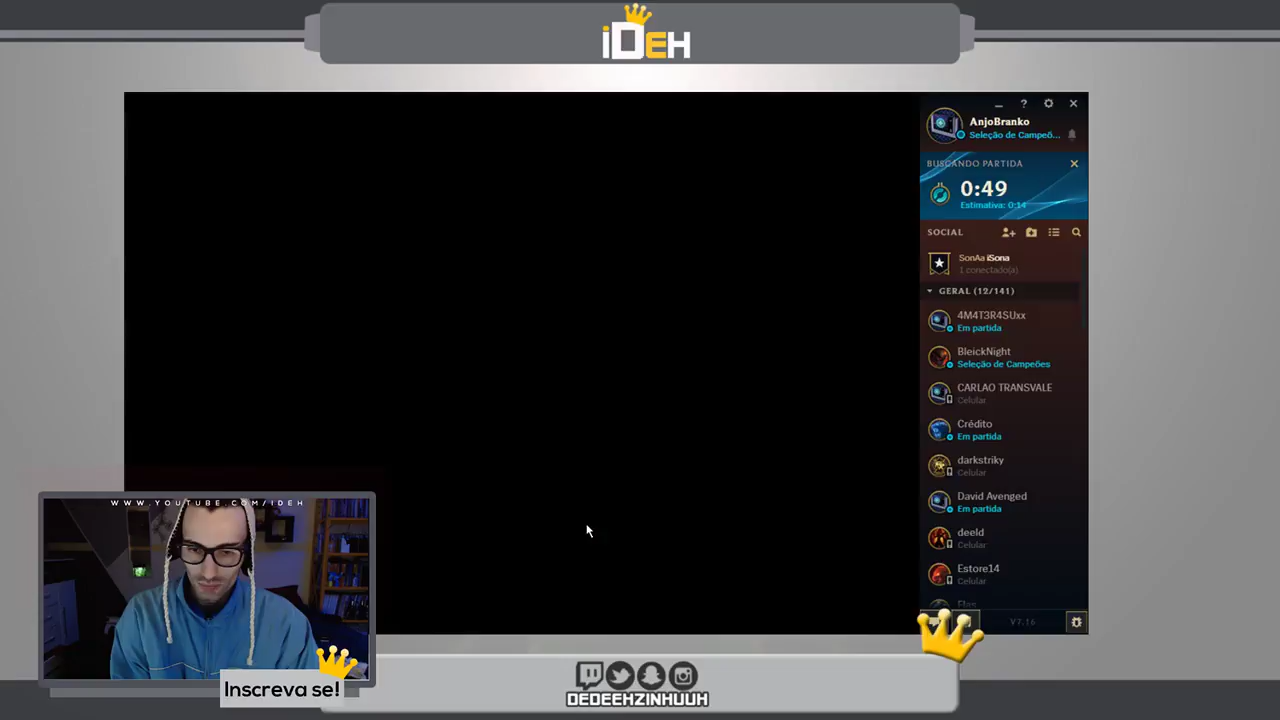 iDEH
AnjoBranko
Seleção de Campeõ...
BUSCANDO PARTIDA
0:49
Estimativa: 0:14
SOCIAL
SonAa iSona
1 conectado(a)
GERAL (12/141)
4M4T3R4SUxx
Em partida
BleickNight
Seleção de Campeões
CARLAO TRANSVALE
Celular
Crédito
Em partida
darkstriky
Celular
David Avenged
Em partida
deeld
Celular
Estore14
Celular
V7.16
WWW.YOUTUBE.COM/IDEH
Inscreva se!
DEDEEHZINHUUH